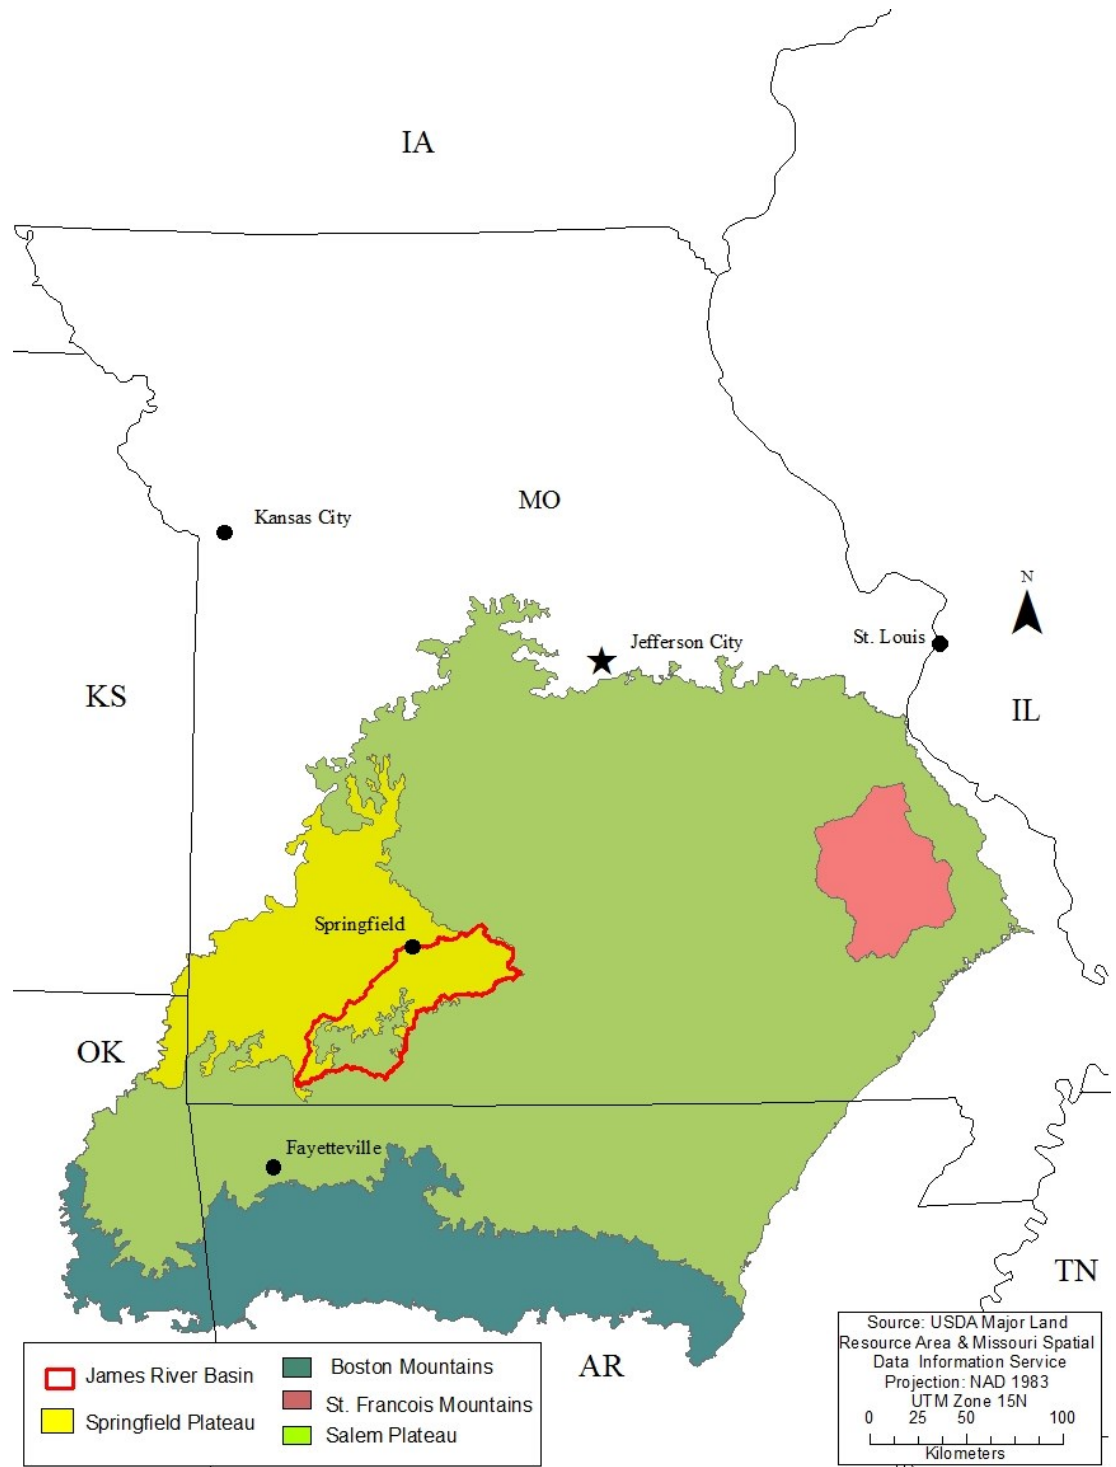 IA
MO
Kansas City
N
Jefferson City
St. Louis
KS
IL
Springfield
OK
Fayetteville
TN
AR
James River Basin
Springfield Plateau
Boston Mountains
St. Francois Mountains
Salem Plateau
Source: USDA Major Land
Resource Area & Missouri Spatial
Data Information Service
Projection: NAD 1983
UTM Zone 15N
0 25 50 100
Kilometers